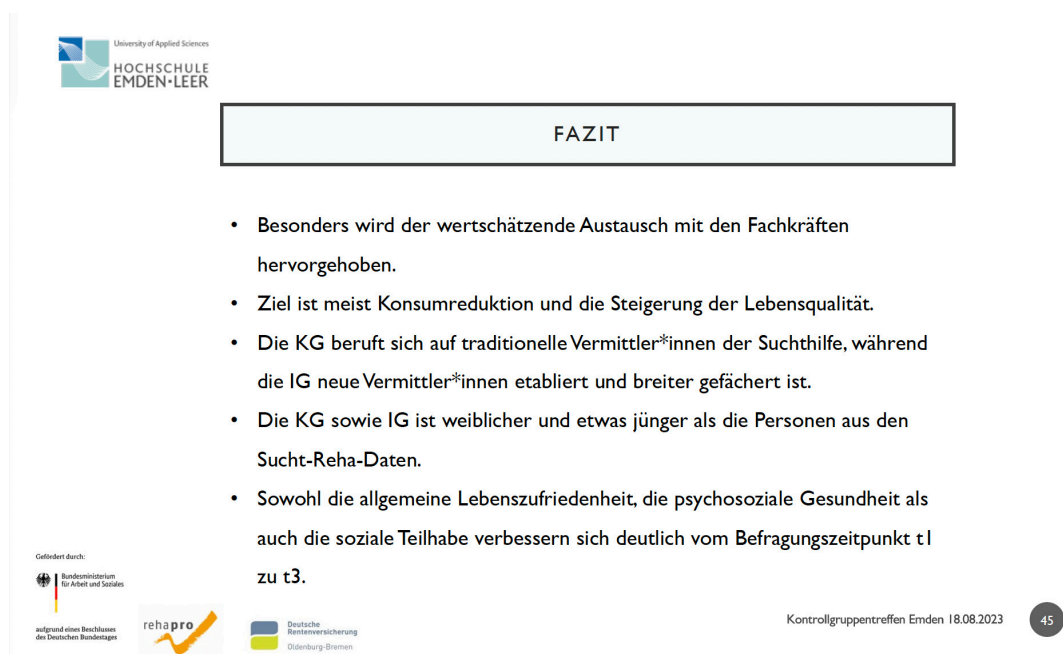 University of Applied Sciences
HOCHSCHULE
EMDEN•LEER
FAZIT
• Besonders wird der wertschätzende Austausch mit den Fachkräften
hervorgehoben.
• Ziel ist meist Konsumreduktion und die Steigerung der Lebensqualität.
• Die KG beruft sich auf traditionelle Vermittler*innen der Suchthilfe, während
die IG neue Vermittler*innen etabliert und breiter gefächert ist.
• Die KG sowie IG ist weiblicher und etwas jünger als die Personen aus den
Sucht-Reha-Daten.
• Sowohl die allgemeine Lebenszufriedenheit, die psychosoziale Gesundheit als
auch die soziale Teilhabe verbessern sich deutlich vom Befragungszeitpunkt t1
zu t3.
Gefördert durch:
Bundesministerium
für Arbeit und Soziales
aufgrund eines Beschlusses
des Deutschen Bundestages
rehapro
Deutsche
Rentenversicherung
Oldenburg-Bremen
Kontrollgruppentreffen Emden 18.08.2023
45